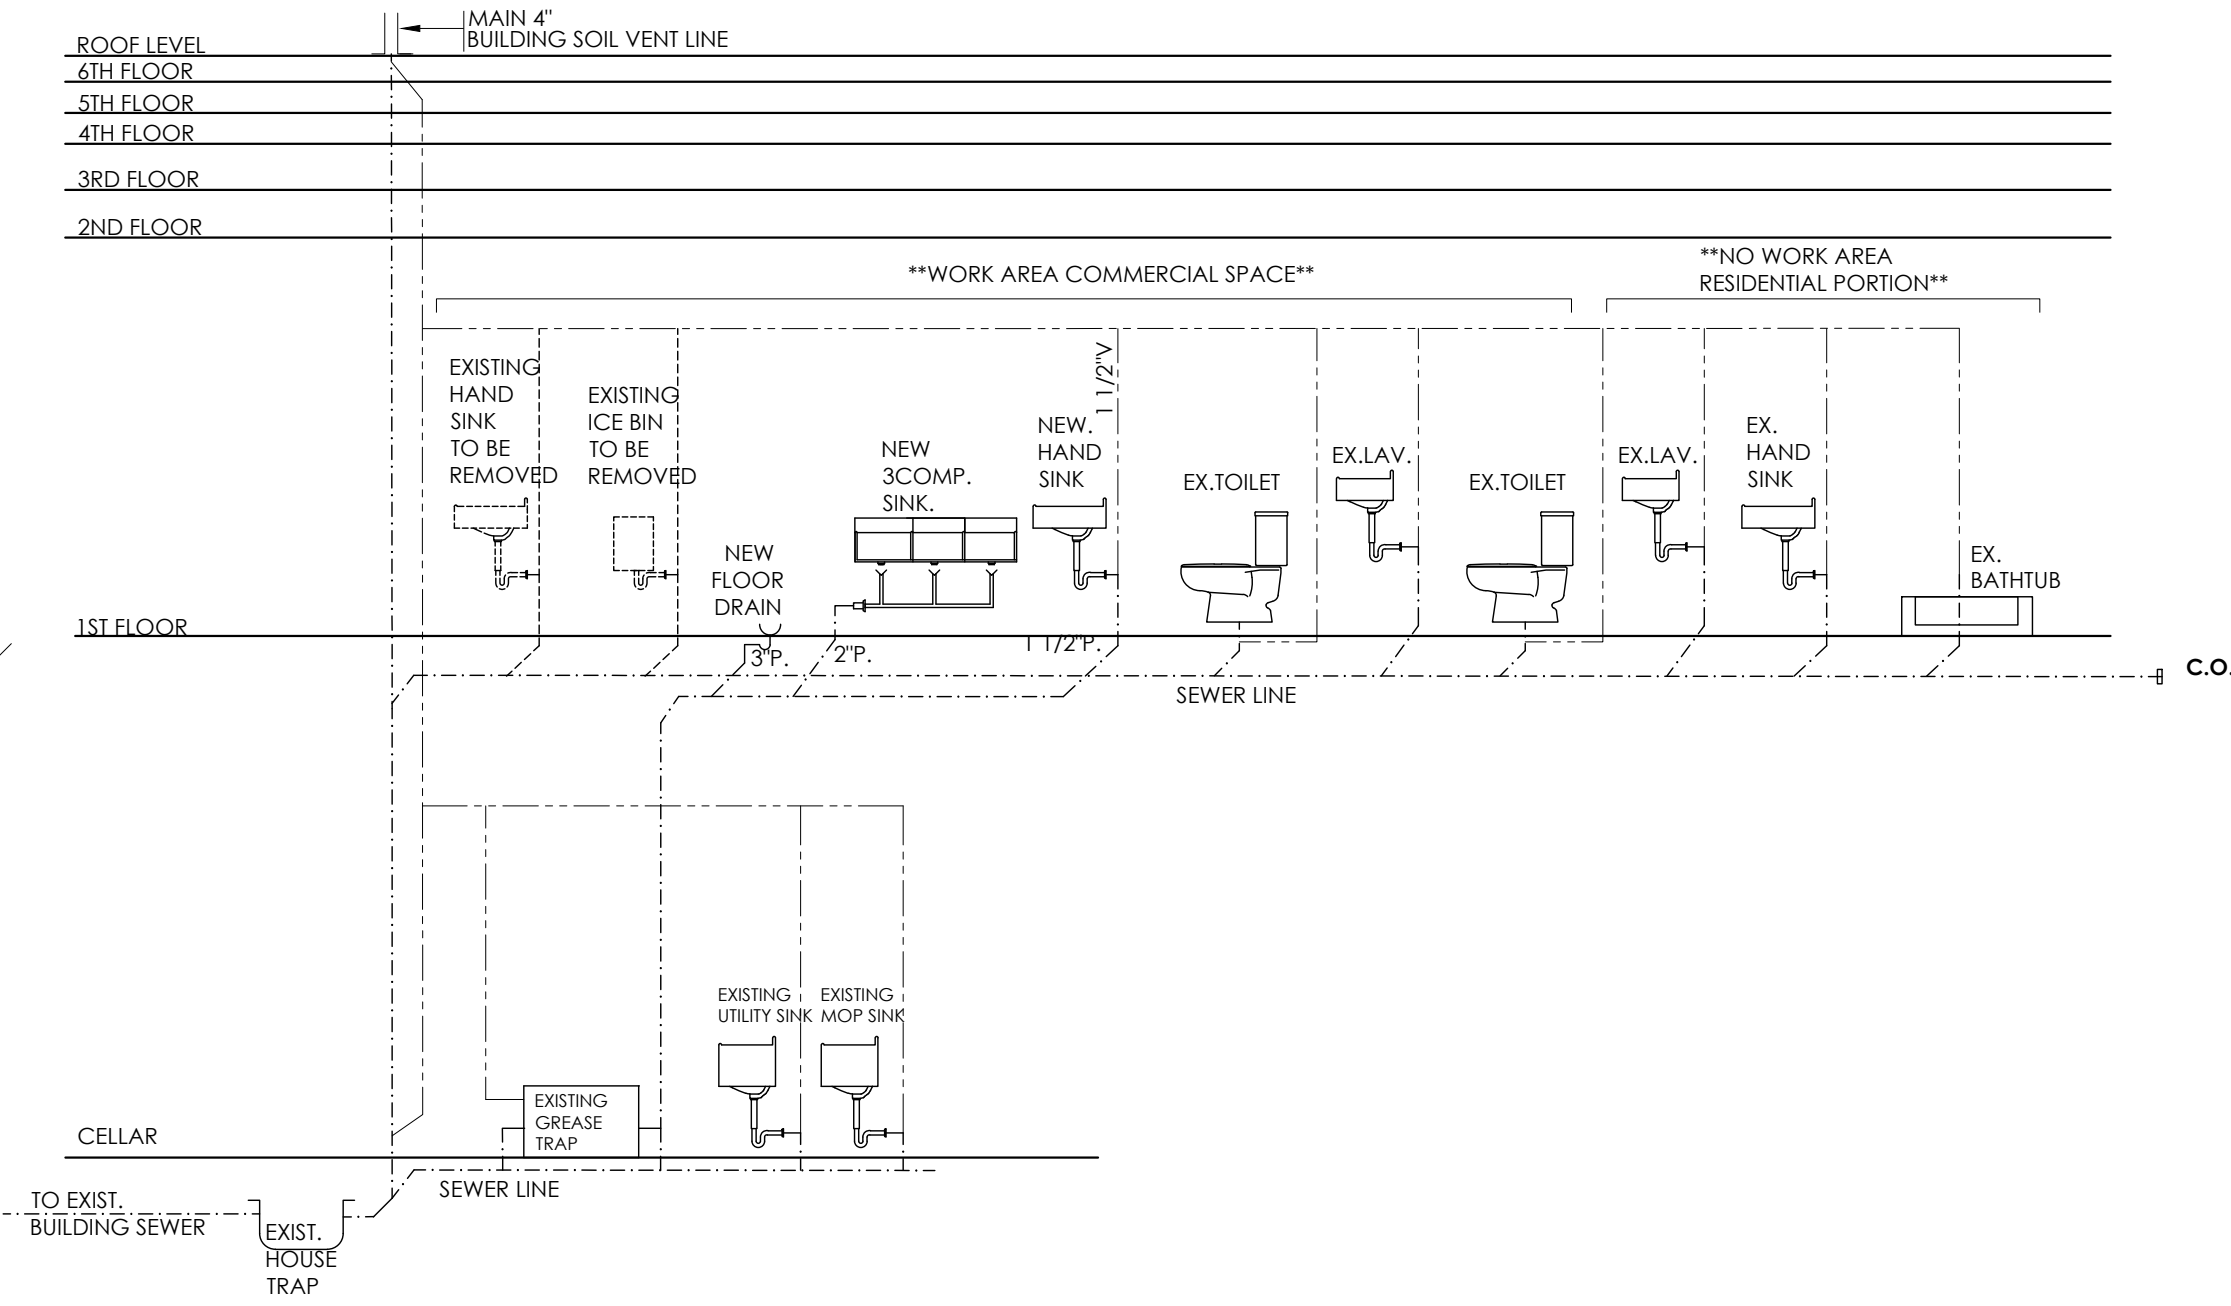 MAIN 4"
BUILDING SOIL VENT LINE
ROOF LEVEL
6TH FLOOR
5TH FLOOR
4TH FLOOR
3RD FLOOR
2ND FLOOR
**WORK AREA COMMERCIAL SPACE**
**NO WORK AREA
RESIDENTIAL PORTION**
EXISTING
HAND
SINK
TO BE
REMOVED
EXISTING
ICE BIN
TO BE
REMOVED
NEW
FLOOR
DRAIN
NEW
3COMP.
SINK.
NEW.
HAND
SINK
1 1/2"V
EX.TOILET
EX.LAV.
EX.TOILET
EX.LAV.
EX.
HAND
SINK
EX.
BATHTUB
1ST FLOOR
3"P.
2"P.
1 1/2"P.
SEWER LINE
C.O.
EXISTING
UTILITY SINK
EXISTING
MOP SINK
EXISTING
GREASE
TRAP
CELLAR
SEWER LINE
TO EXIST.
BUILDING SEWER
EXIST.
HOUSE
TRAP